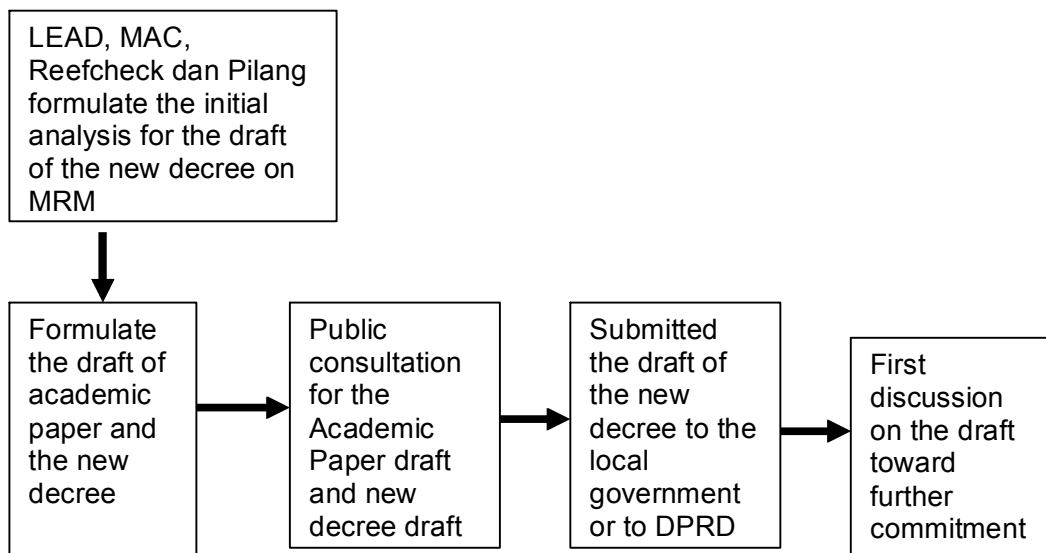 LEAD, MAC,
Reefcheck dan Pilang
formulate the initial
analysis for the draft
of the new decree on
MRM
Formulate
the draft of
academic
paper and
the new
decree
Public
consultation
for the
Academic
Paper draft
and new
decree draft
Submitted
the draft of
the new
decree to the
local
government
or to DPRD
First
discussion
on the draft
toward
further
commitment